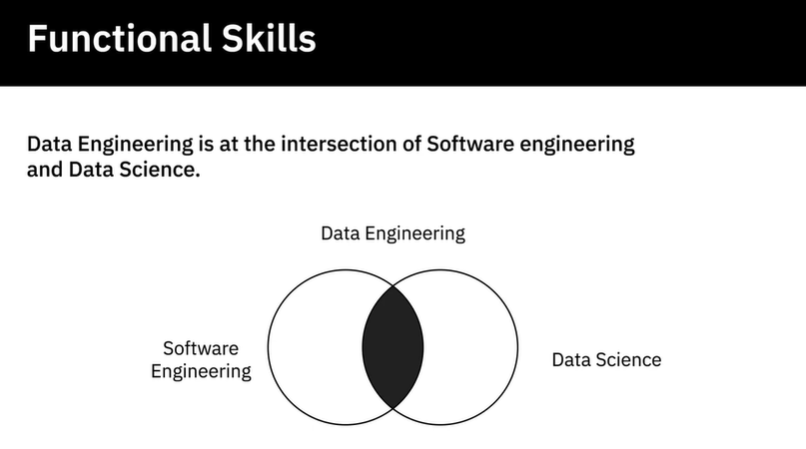 Functional Skills
Data Engineering is at the intersection of Software engineering
and Data Science.
Data Engineering
Software
Engineering
Data Science